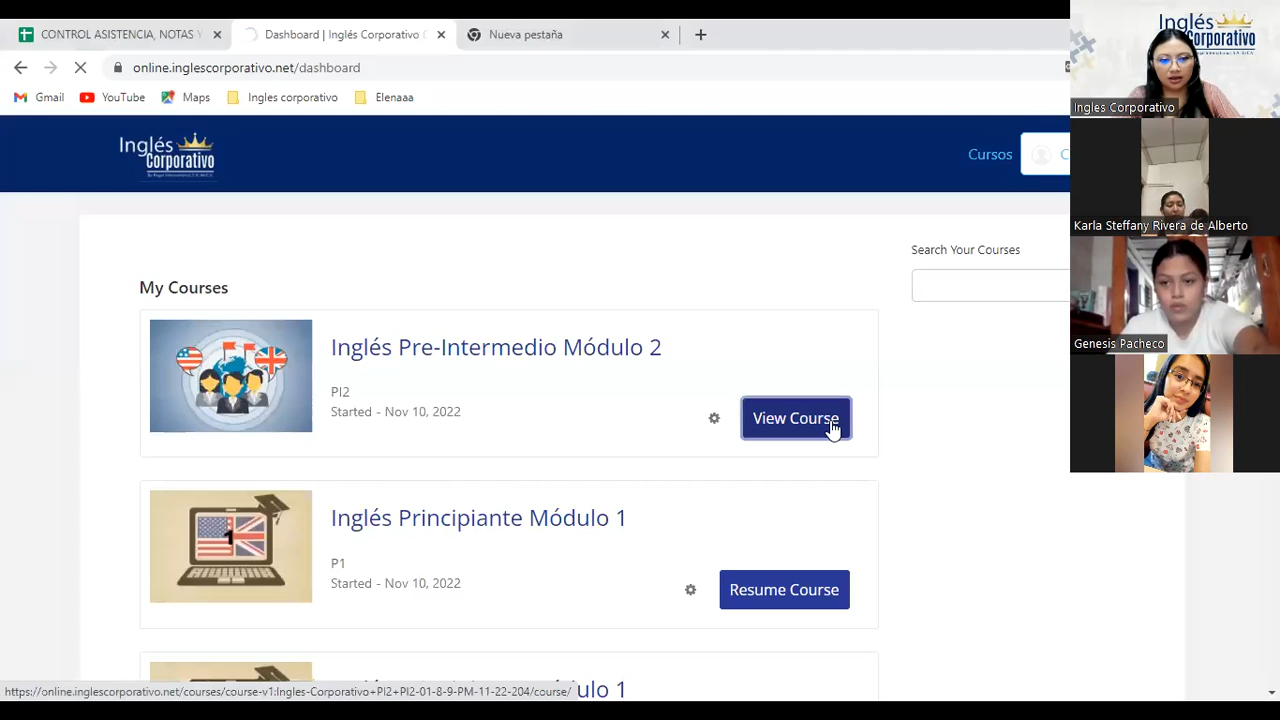 CONTROL ASISTENCIA, NOTAS Y
Dashboard | Inglés Corporativo
Nueva pestaña
online.inglescorporativo.net/dashboard
Gmail
YouTube
Maps
Ingles corporativo
Elenaaa
Inglés
Corporativo
Cursos
C
Search Your Courses
My Courses
Inglés Pre-Intermedio Módulo 2
PI2
Started - Nov 10, 2022
View Course
Inglés Principiante Módulo 1
1
P1
Started - Nov 10, 2022
Resume Course
ulo 1
https://online.inglescorporativo.net/courses/course-v1:Ingles-Corporativo+PI2+PI2-01-8-9-PM-11-22-204/course/
Inglés
Corporativo
Ingles Corporativo
Karla Steffany Rivera de Alberto
Genesis Pacheco